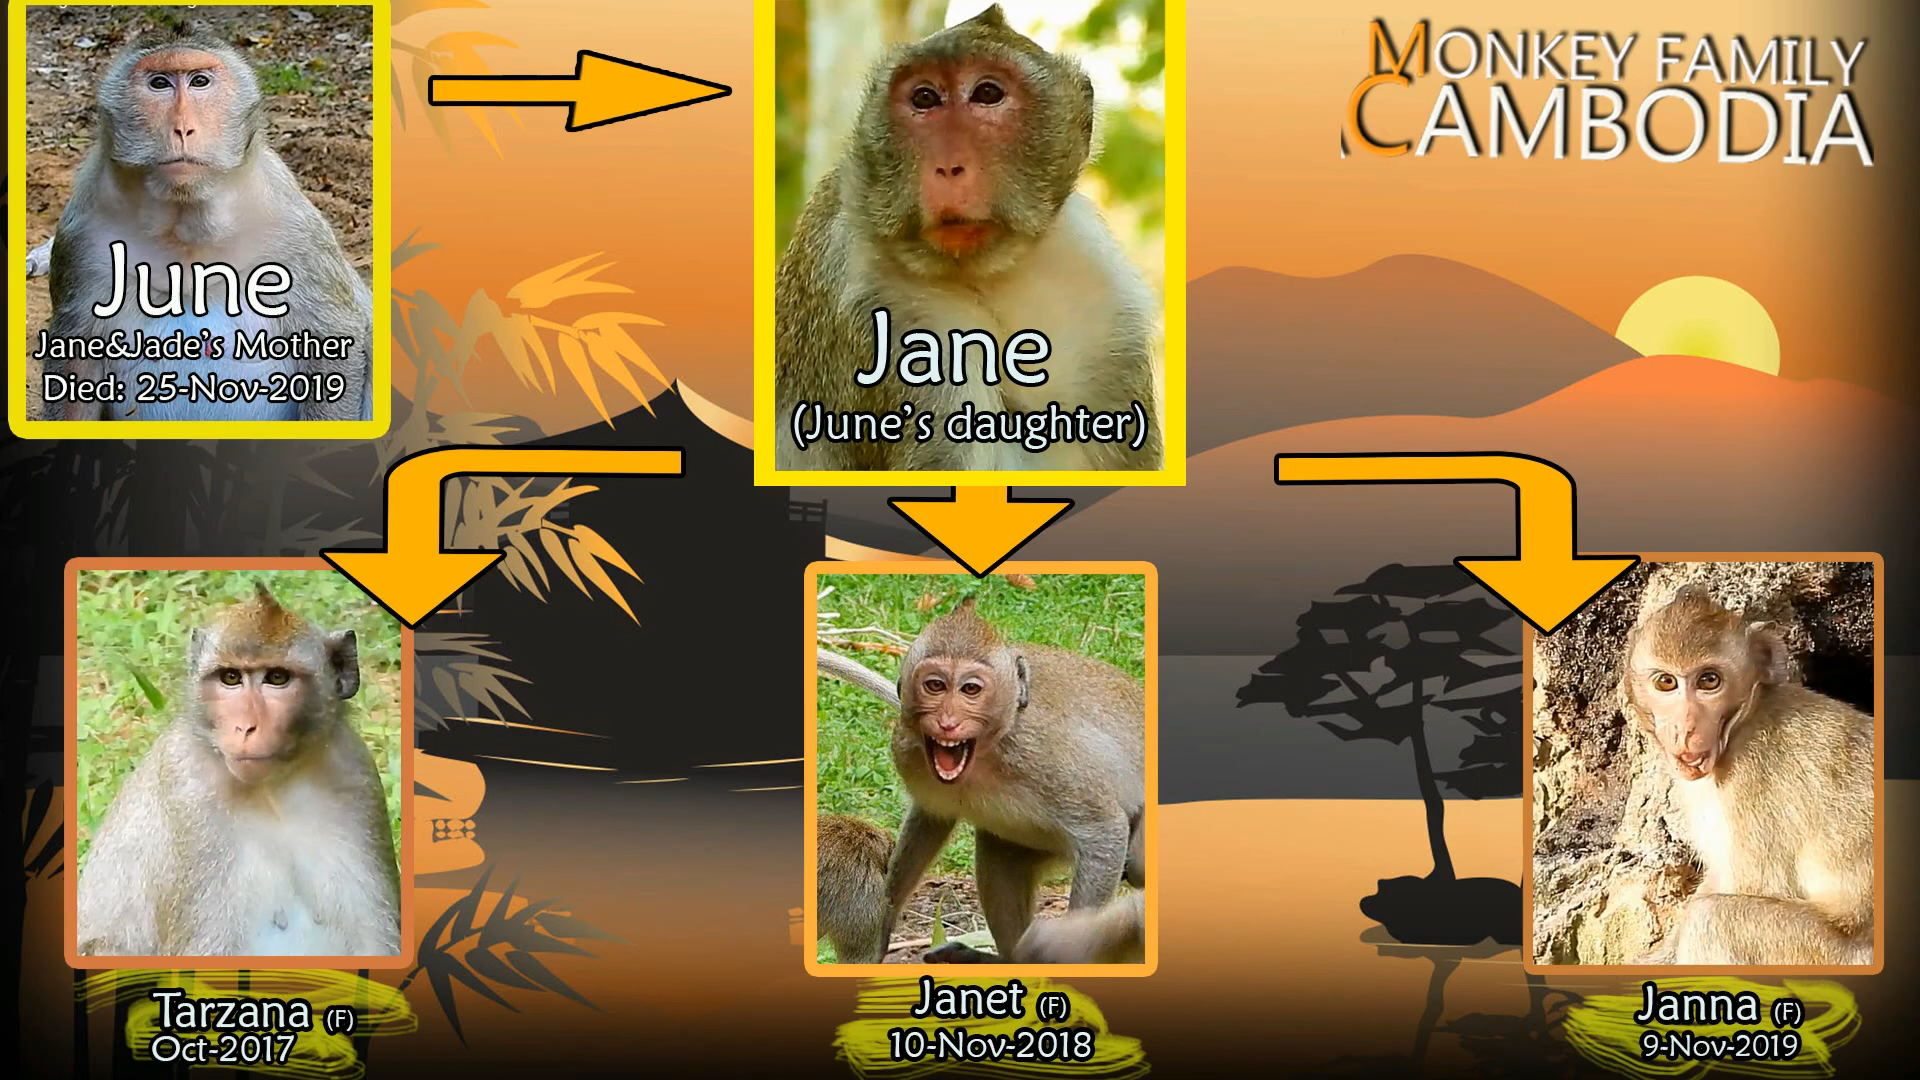 MONKEY FAMILY
CAMBODIA
June
Jane&Jade's Mother
Died: 25-Nov-2019
Jane
(June's daughter)
Tarzana (F)
Oct-2017
Janet (F)
10-Nov-2018
Janna (F)
9-Nov-2019